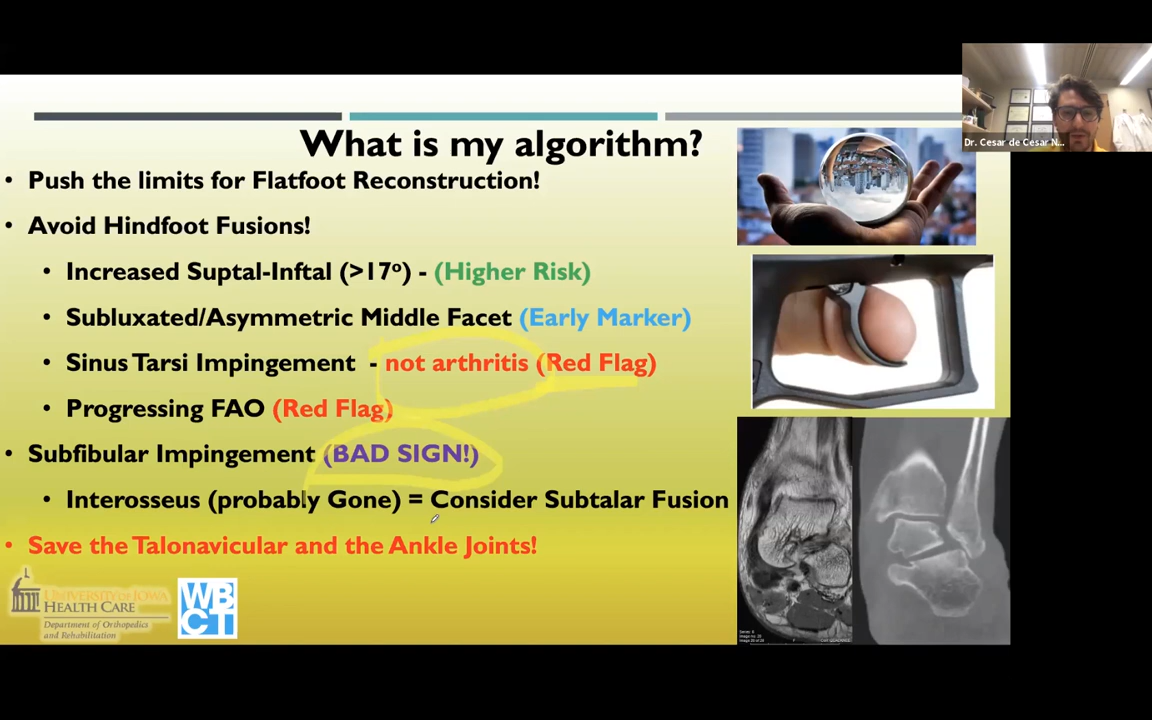 What is my algorithm?
• Push the limits for Flatfoot Reconstruction!
• Avoid Hindfoot Fusions!
• Increased Suptal-Inftal (>17º) - (Higher Risk)
• Subluxated/Asymmetric Middle Facet (Early Marker)
• Sinus Tarsi Impingement - not arthritis (Red Flag)
• Progressing FAO (Red Flag)
• Subfibular Impingement (BAD SIGN!)
• Interosseus (probably Gone) = Consider Subtalar Fusion
• Save the Talonavicular and the Ankle Joints!
UNIVERSITY OF IOWA
HEALTH CARE
Department of Orthopedics
and Rehabilitation
WB
CT
Dr. Cesar de Cesar N...